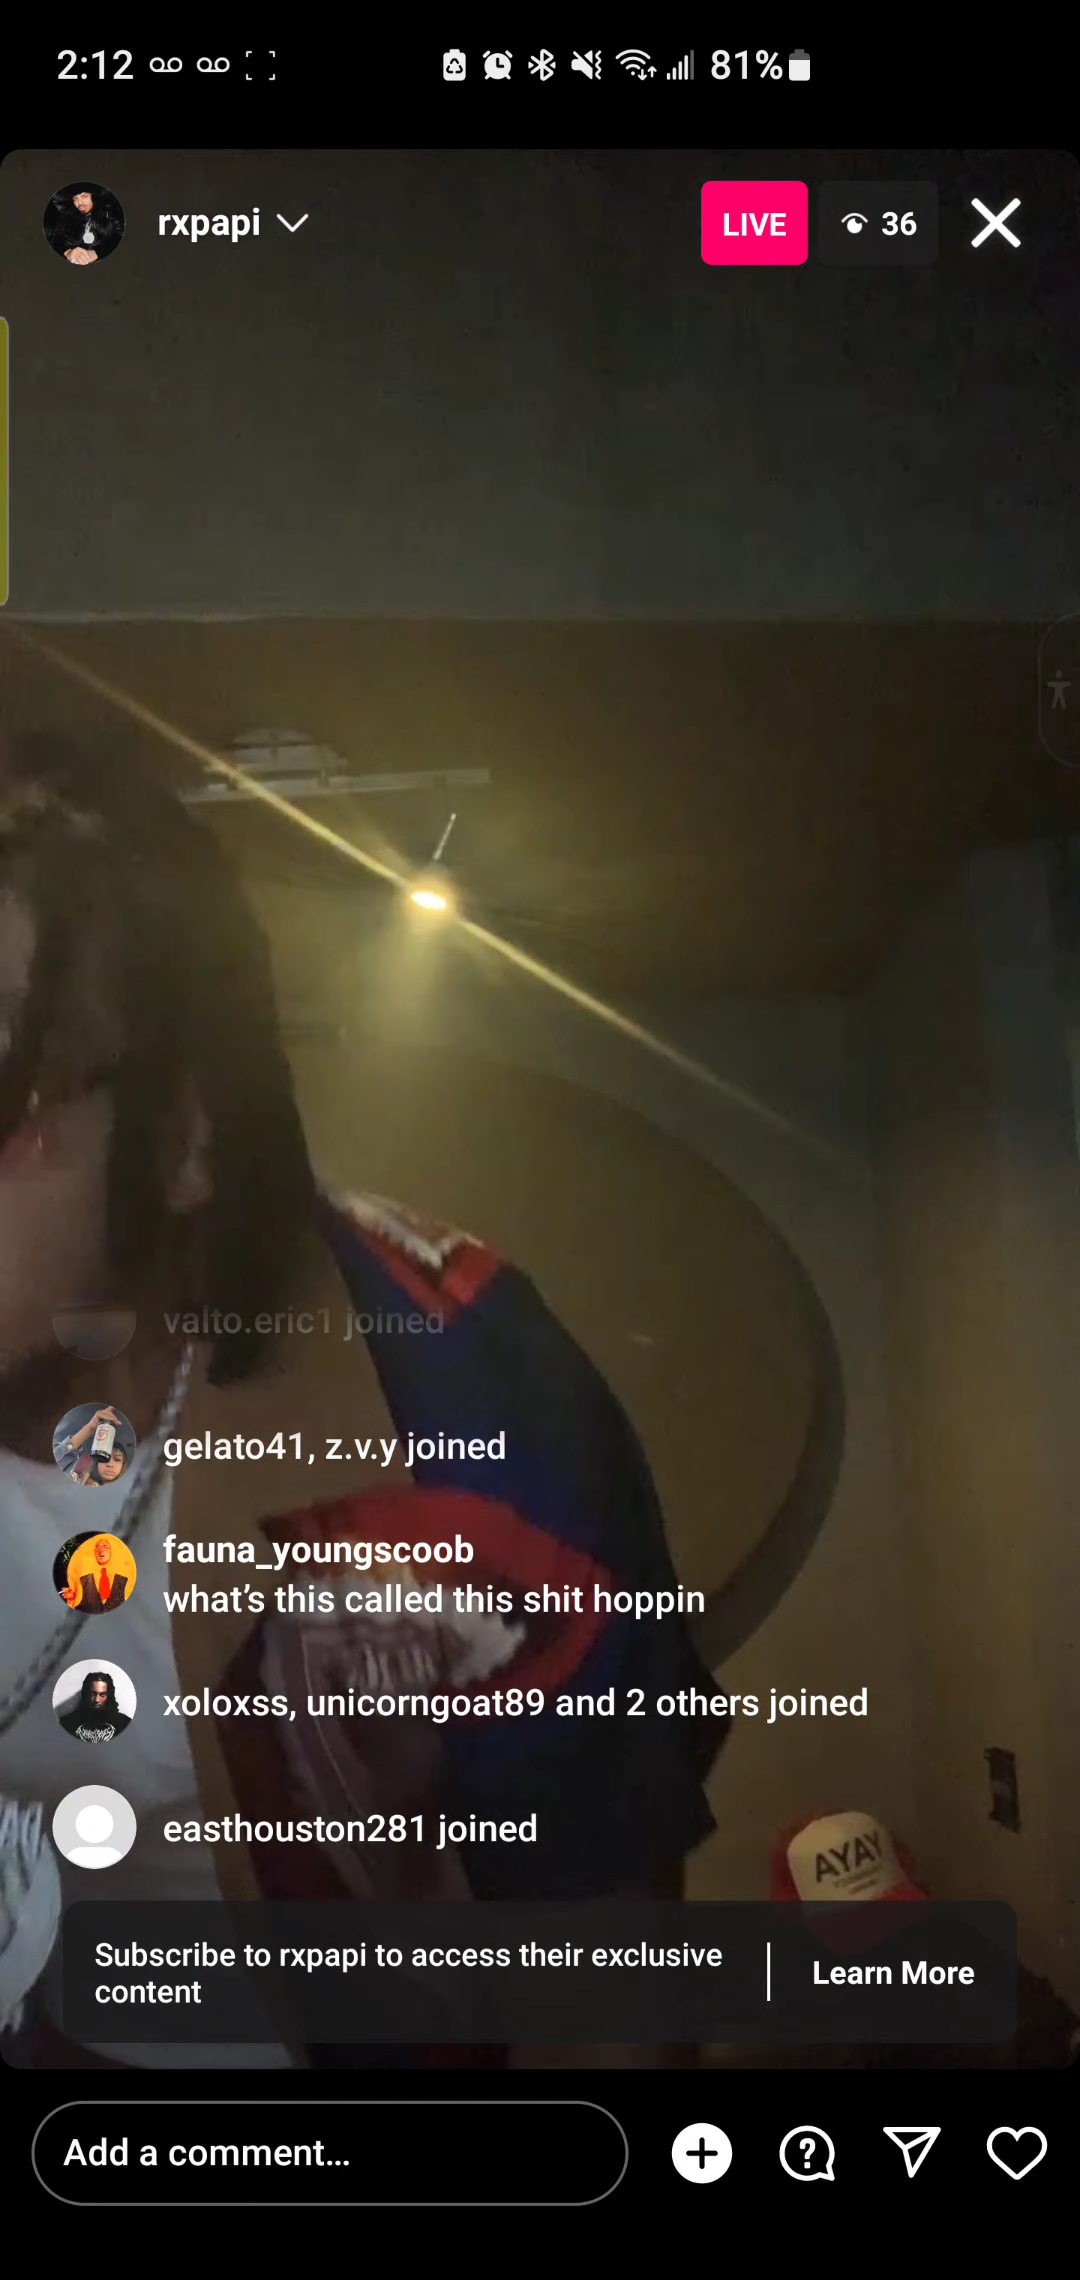 2:12
81%
rxpapi
LIVE
36
valto.eric1 joined
gelato41, z.v.y joined
fauna_youngscoob
what’s this called this shit hoppin
xoloxss, unicorngoat89 and 2 others joined
easthouston281 joined
AYAY
Subscribe to rxpapi to access their exclusive
content
Learn More
Add a comment...